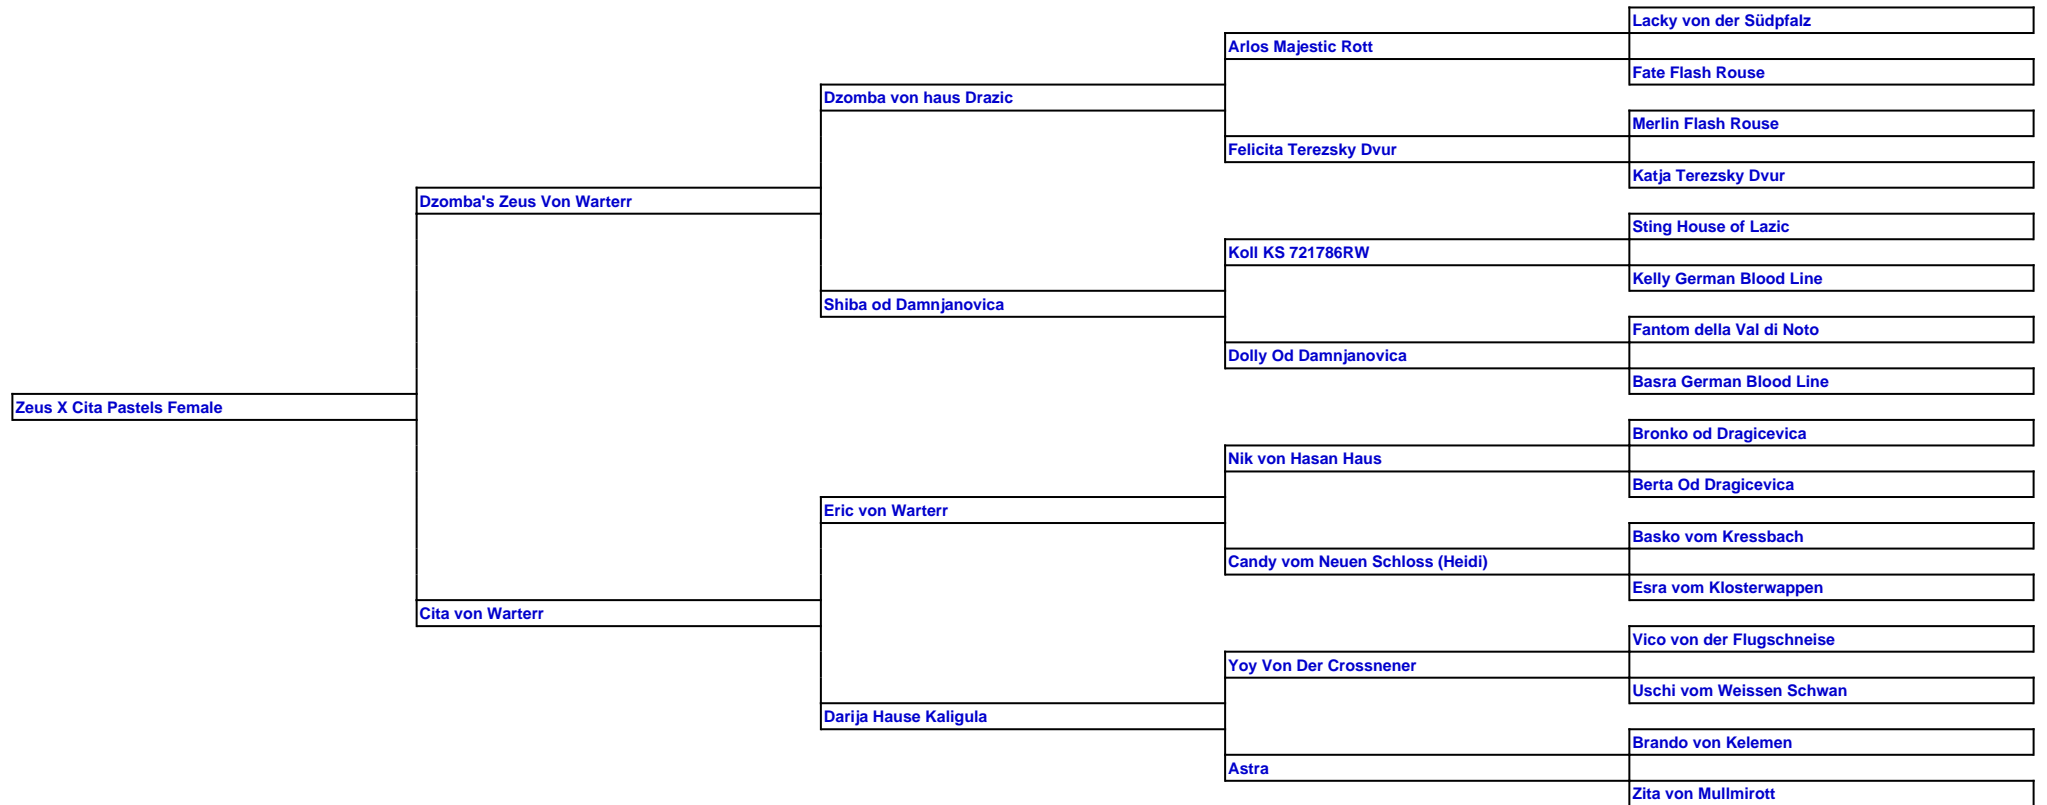 Lacky von der Südpfalz
Arlos Majestic Rott
Fate Flash Rouse
Dzomba von haus Drazic
Merlin Flash Rouse
Felicita Terezsky Dvur
Katja Terezsky Dvur
Dzomba's Zeus Von Warterr
Sting House of Lazic
Koll KS 721786RW
Kelly German Blood Line
Shiba od Damnjanovica
Fantom della Val di Noto
Dolly Od Damnjanovica
Basra German Blood Line
Zeus X Cita Pastels Female
Bronko od Dragicevica
Nik von Hasan Haus
Berta Od Dragicevica
Eric von Warterr
Basko vom Kressbach
Candy vom Neuen Schloss (Heidi)
Esra vom Klosterwappen
Cita von Warterr
Vico von der Flugschneise
Yoy Von Der Crossnener
Uschi vom Weissen Schwan
Darija Hause Kaligula
Brando von Kelemen
Astra
Zita von Mullmirott